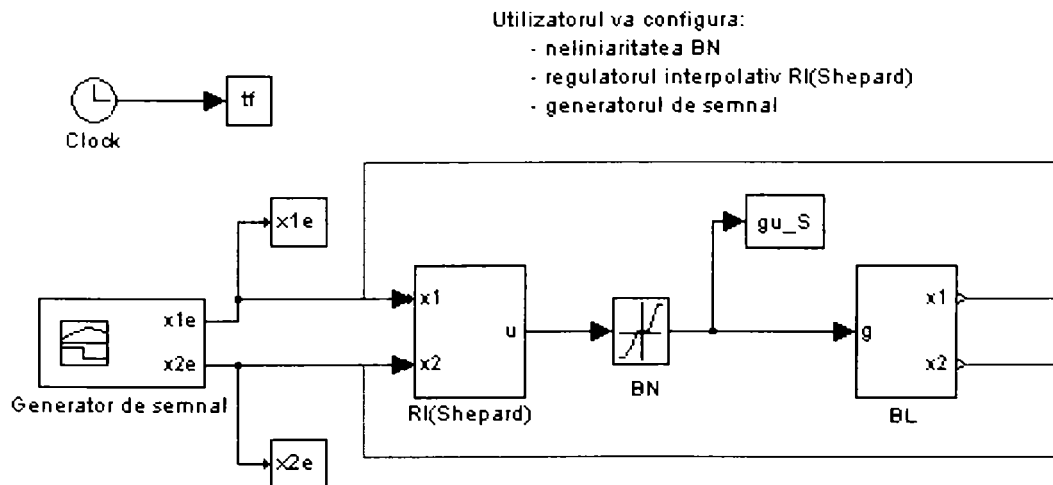 Utilizatorul va configura:
- neliniaritatea BN
- regulatorul interpolativ RI(Shepard)
- generatorul de semnal
tf
Clock
x1e
gu_S
x1e
x2e
Generator de semnal
x1
x2
u
RI(Shepard)
BN
g
x1
x2
BL
x2e